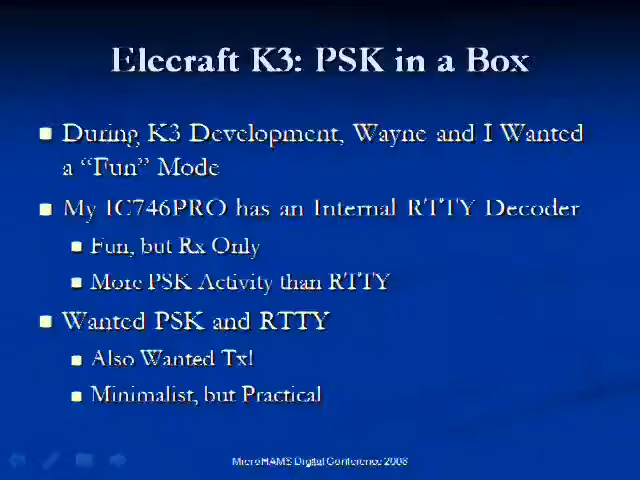 Elecraft K3: PSK in a Box
During K3 Development, Wayne and I Wanted
a “Fun” Mode
My IC746PRO has an Internal RTTY Decoder
Fun, but Rx Only
More PSK Activity than RTTY
Wanted PSK and RTTY
Also Wanted Tx!
Minimalist, but Practical
MicroHAMS Digital Conference 2008